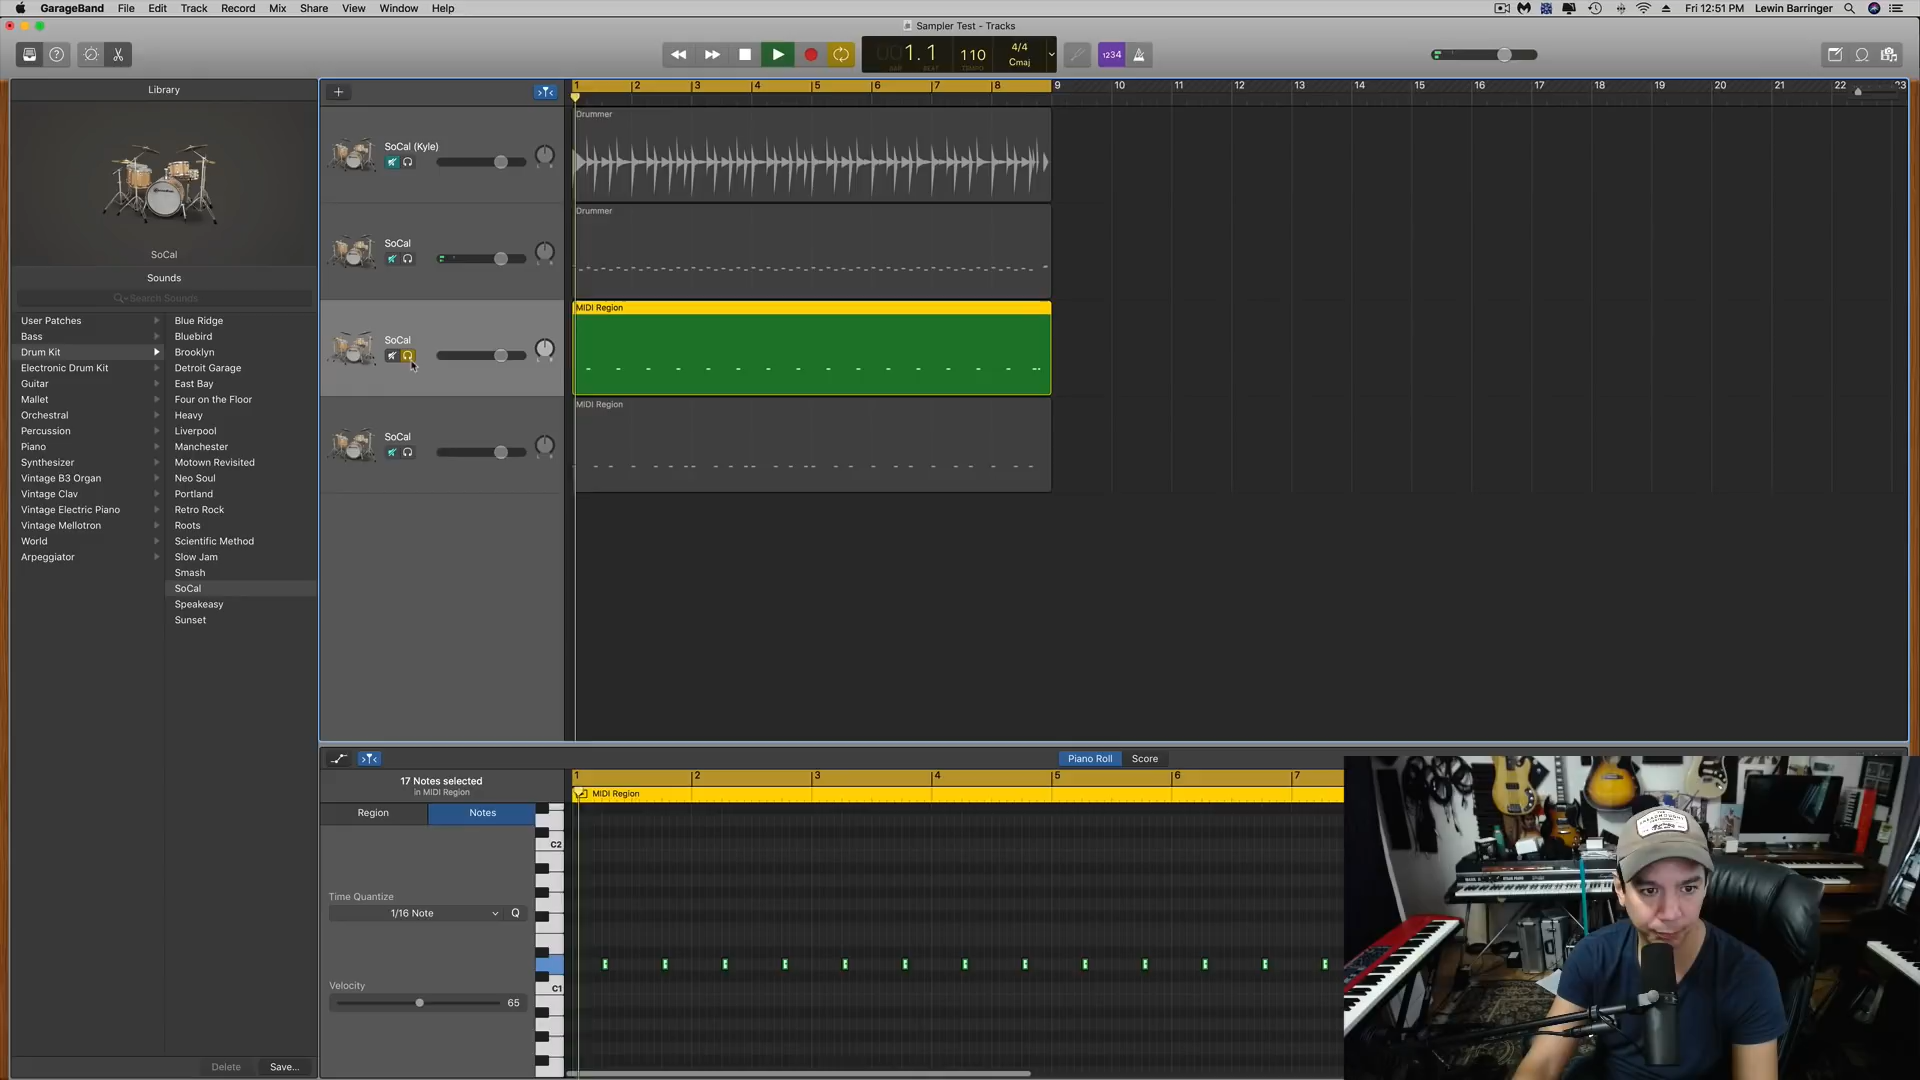 GarageBand File Edit Track Record Mix Share View Window Help
Fri 12:51 PM Lewin Barringer
Sampler Test - Tracks
1.1 110 4/4
BAR BEAT TEMPO Cmaj
1234
Library
SoCal
Sounds
Search Sounds
User Patches
Bass
Drum Kit
Electronic Drum Kit
Guitar
Mallet
Orchestral
Percussion
Piano
Synthesizer
Vintage B3 Organ
Vintage Clav
Vintage Electric Piano
Vintage Mellotron
World
Arpeggiator
Blue Ridge
Bluebird
Brooklyn
Detroit Garage
East Bay
Four on the Floor
Heavy
Liverpool
Manchester
Motown Revisited
Neo Soul
Portland
Retro Rock
Roots
Scientific Method
Slow Jam
Smash
SoCal
Speakeasy
Sunset
Delete Save...
1 2 3 4 5 6 7 8 9 10 11 12 13 14 15 16 17 18 19 20 21 22 23
SoCal (Kyle)
Drummer
SoCal
Drummer
SoCal
MIDI Region
SoCal
MIDI Region
Piano Roll Score
17 Notes selected
in MIDI Region
Region Notes
Time Quantize
1/16 Note Q
Velocity
65
1 2 3 4 5 6 7
MIDI Region
C2
C1